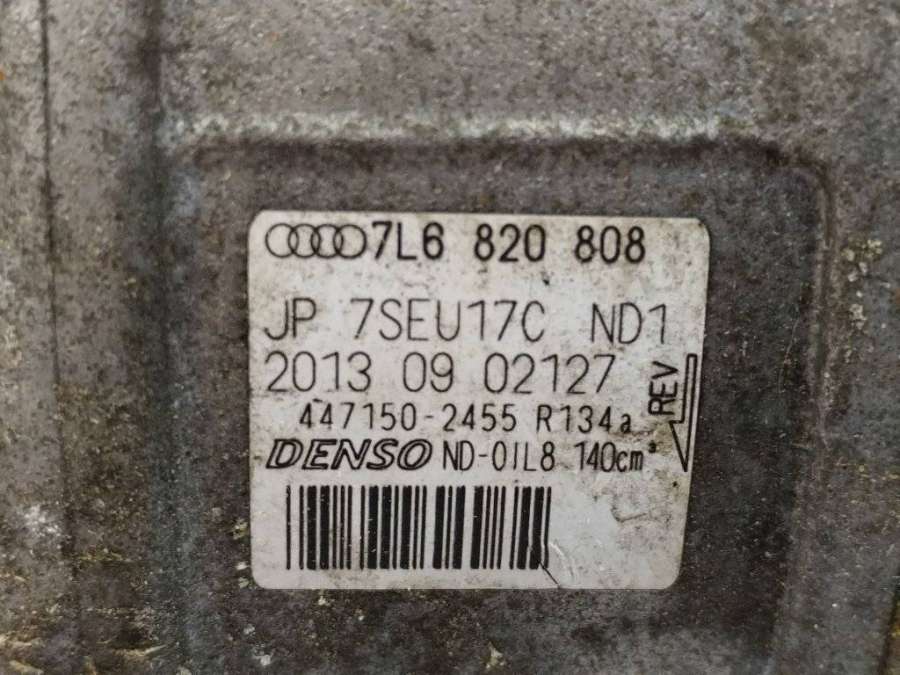 7L6 820 808
JP 7SEU17C ND1
2013 09 02127
447150-2455 R134a
DENSO ND-OIL8 140cm³
REV